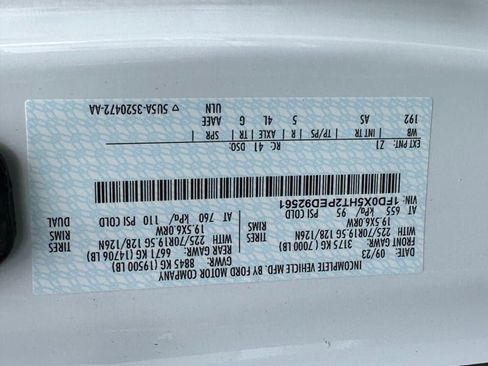 INCOMPLETE VEHICLE MFD. BY FORD MOTOR COMPANY
09/23 GVWR: 8845 KG (19500 LB)
FRONT GAWR: 3175 KG (7000 LB) REAR GAWR: 6671 KG (14706 LB)
WITH 225/70R19.5G 128/126N TIRES WITH 225/70R19.5G 128/126N TIRES
19.5X6.0RW RIMS 19.5X6.0RW RIMS
AT 655 kPa/ 95 PSI COLD AT 760 kPa/ 110 PSI COLD DUAL
VIN: 1FD0X5HT2PED92561
EXT PNT: Z1 RC: 41 DSO:
WB INT TR TP/PS R AXLE TR SPR
192 AS 5 4L G AAEE
ULN
▽ 5U5A-3520472-AA